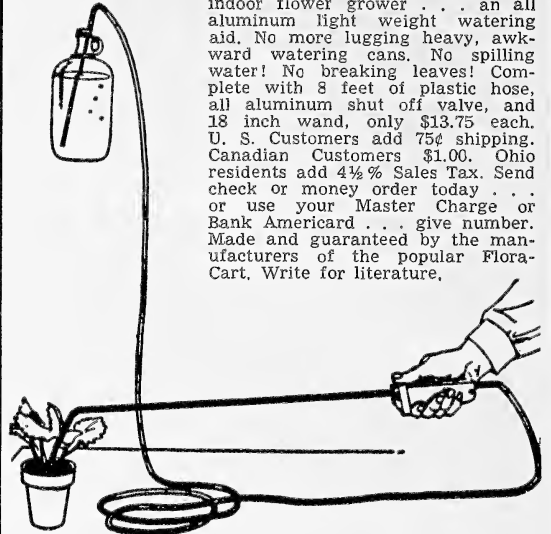 indoor flower grower . . . an all
aluminum light weight watering
aid. No more lugging heavy, awk-
ward watering cans. No spilling
water! No breaking leaves! Com-
plete with 8 feet of plastic hose,
all aluminum shut off valve, and
18 inch wand, only $13.75 each.
U. S. Customers add 75¢ shipping.
Canadian Customers $1.00. Ohio
residents add 4½% Sales Tax. Send
check or money order today . . .
or use your Master Charge or
Bank Americard . . . give number.
Made and guaranteed by the man-
ufacturers of the popular Flora-
Cart. Write for literature.